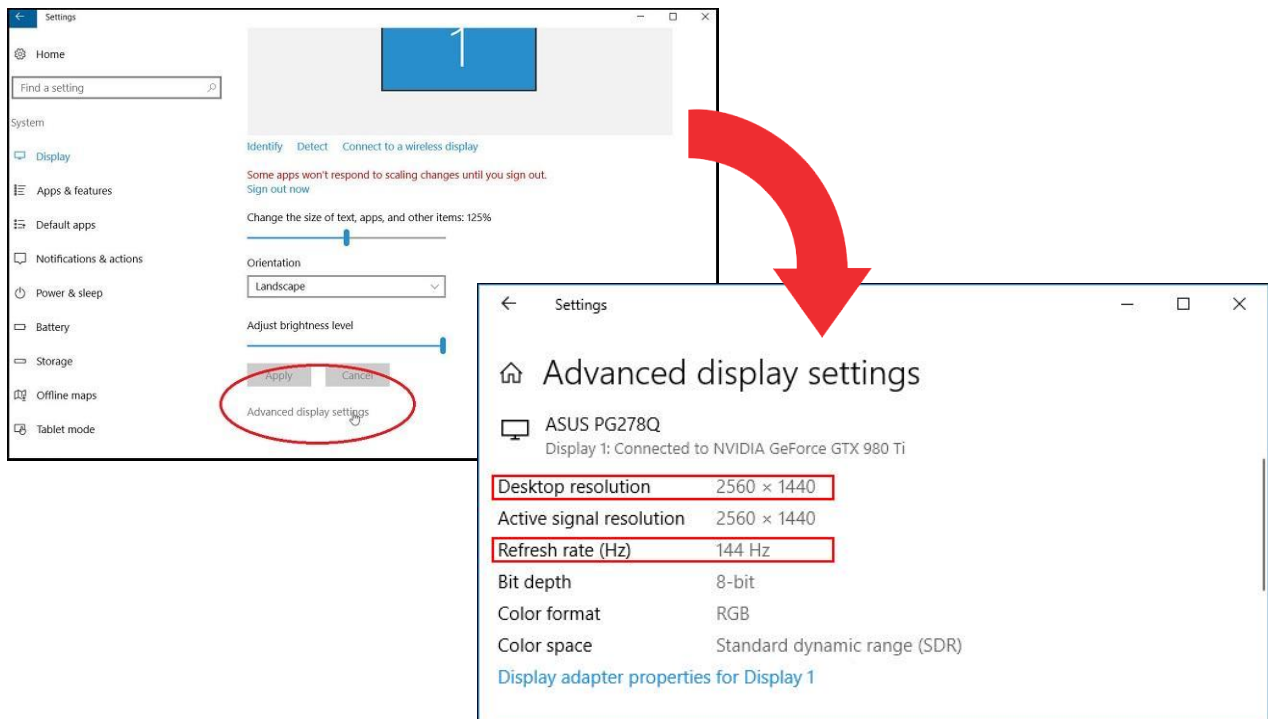 Settings
Home
Find a setting
System
Display
Apps & features
Default apps
Notifications & actions
Power & sleep
Battery
Storage
Offline maps
Tablet mode
1
Identify Detect Connect to a wireless display
Some apps won't respond to scaling changes until you sign out.
Sign out now
Change the size of text, apps, and other items: 125%
Orientation
Landscape
Adjust brightness level
Apply Cancel
Advanced display settings
Settings
Advanced display settings
ASUS PG278Q
Display 1: Connected to NVIDIA GeForce GTX 980 Ti
Desktop resolution 2560 × 1440
Active signal resolution 2560 × 1440
Refresh rate (Hz) 144 Hz
Bit depth 8-bit
Color format RGB
Color space Standard dynamic range (SDR)
Display adapter properties for Display 1